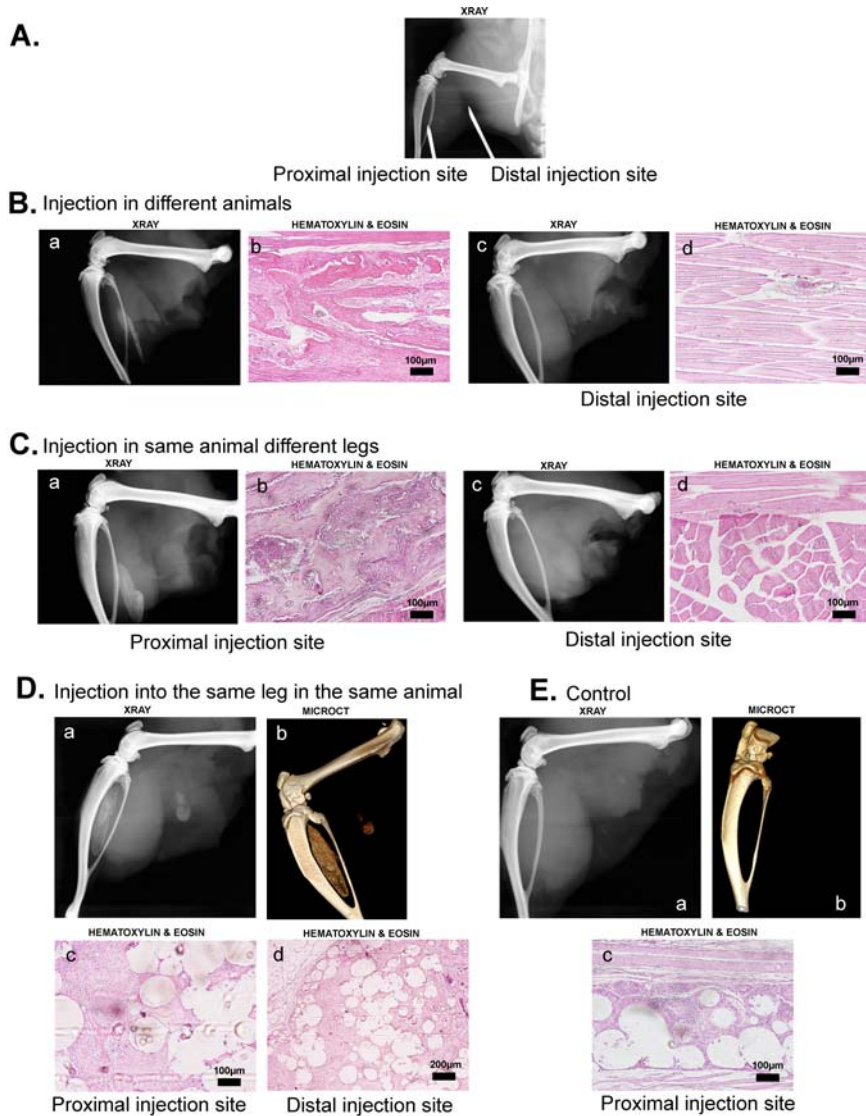 A.
XRAY
Proximal injection site Distal injection site
B. Injection in different animals
XRAY HEMATOXYLIN & EOSIN XRAY HEMATOXYLIN & EOSIN
a b c d
100µm 100µm
Distal injection site
C. Injection in same animal different legs
XRAY HEMATOXYLIN & EOSIN XRAY HEMATOXYLIN & EOSIN
a b c d
100µm 100µm
Proximal injection site Distal injection site
D. Injection into the same leg in the same animal E. Control
XRAY MICROCT XRAY MICROCT
a b
a b
HEMATOXYLIN & EOSIN HEMATOXYLIN & EOSIN HEMATOXYLIN & EOSIN
c d c
100µm 200µm 100µm
Proximal injection site Distal injection site Proximal injection site